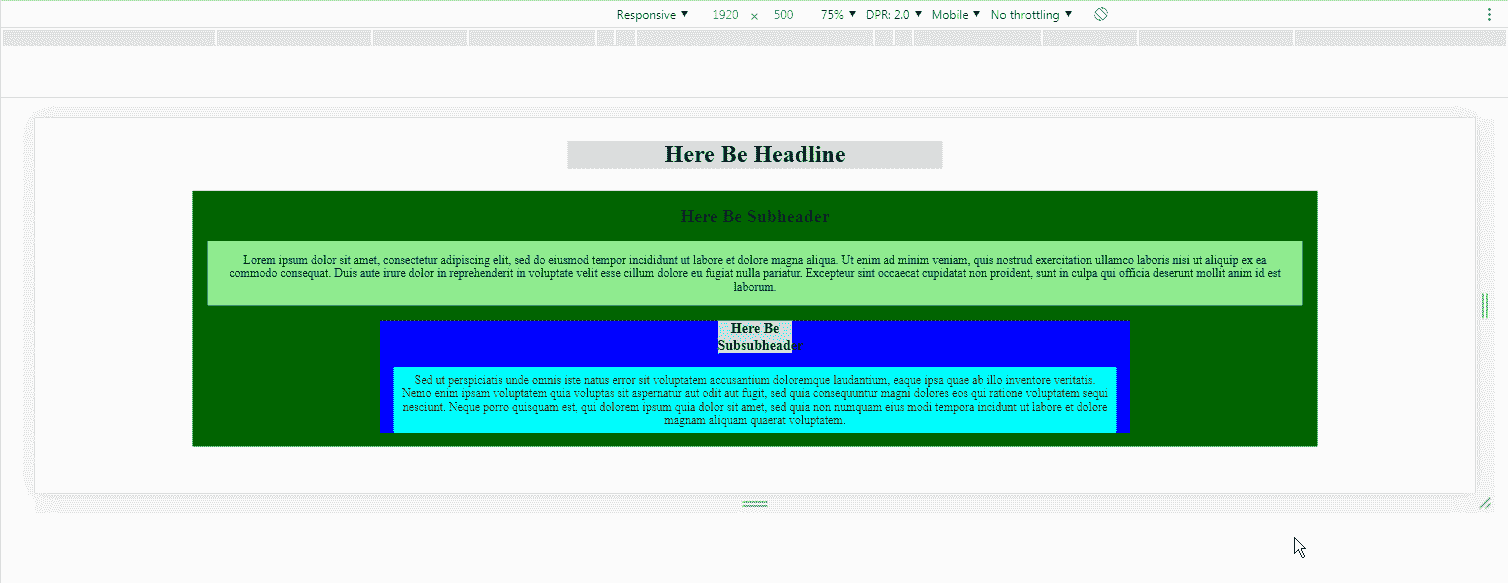 Responsive ▼ 1920 × 500 75% ▼ DPR: 2.0 ▼ Mobile ▼ No throttling ▼
Here Be Headline
Here Be Subheader
Lorem ipsum dolor sit amet, consectetur adipiscing elit, sed do eiusmod tempor incididunt ut labore et dolore magna aliqua. Ut enim ad minim veniam, quis nostrud exercitation ullamco laboris nisi ut aliquip ex ea
commodo consequat. Duis aute irure dolor in reprehenderit in voluptate velit esse cillum dolore eu fugiat nulla pariatur. Excepteur sint occaecat cupidatat non proident, sunt in culpa qui officia deserunt mollit anim id est
laborum.
Here Be
Subsubheader
Sed ut perspiciatis unde omnis iste natus error sit voluptatem accusantium doloremque laudantium, eaque ipsa quae ab illo inventore veritatis.
Nemo enim ipsam voluptatem quia voluptas sit aspernatur aut odit aut fugit, sed quia consequuntur magni dolores eos qui ratione voluptatem sequi
nesciunt. Neque porro quisquam est, qui dolorem ipsum quia dolor sit amet, sed quia non numquam eius modi tempora incidunt ut labore et dolore
magnam aliquam quaerat voluptatem.